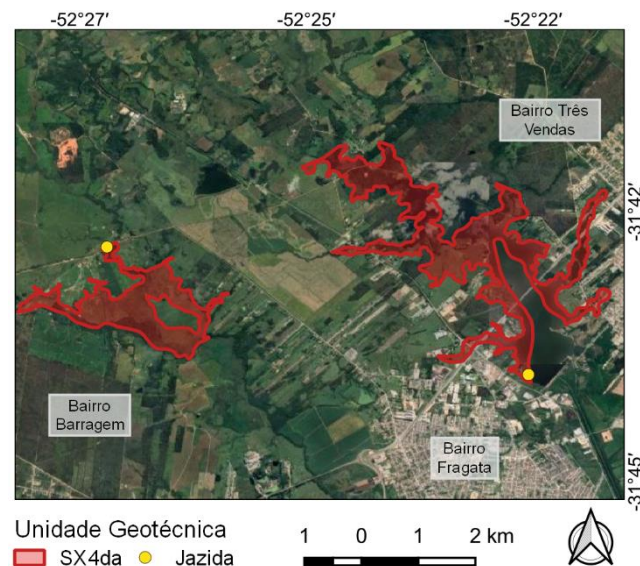 -52°27′ -52°25′ -52°22′
Bairro Três
Vendas
-31°42′
Bairro
Barragem
Bairro
Fragata
-31°45′
Unidade Geotécnica
SX4da Jazida
1 0 1 2 km